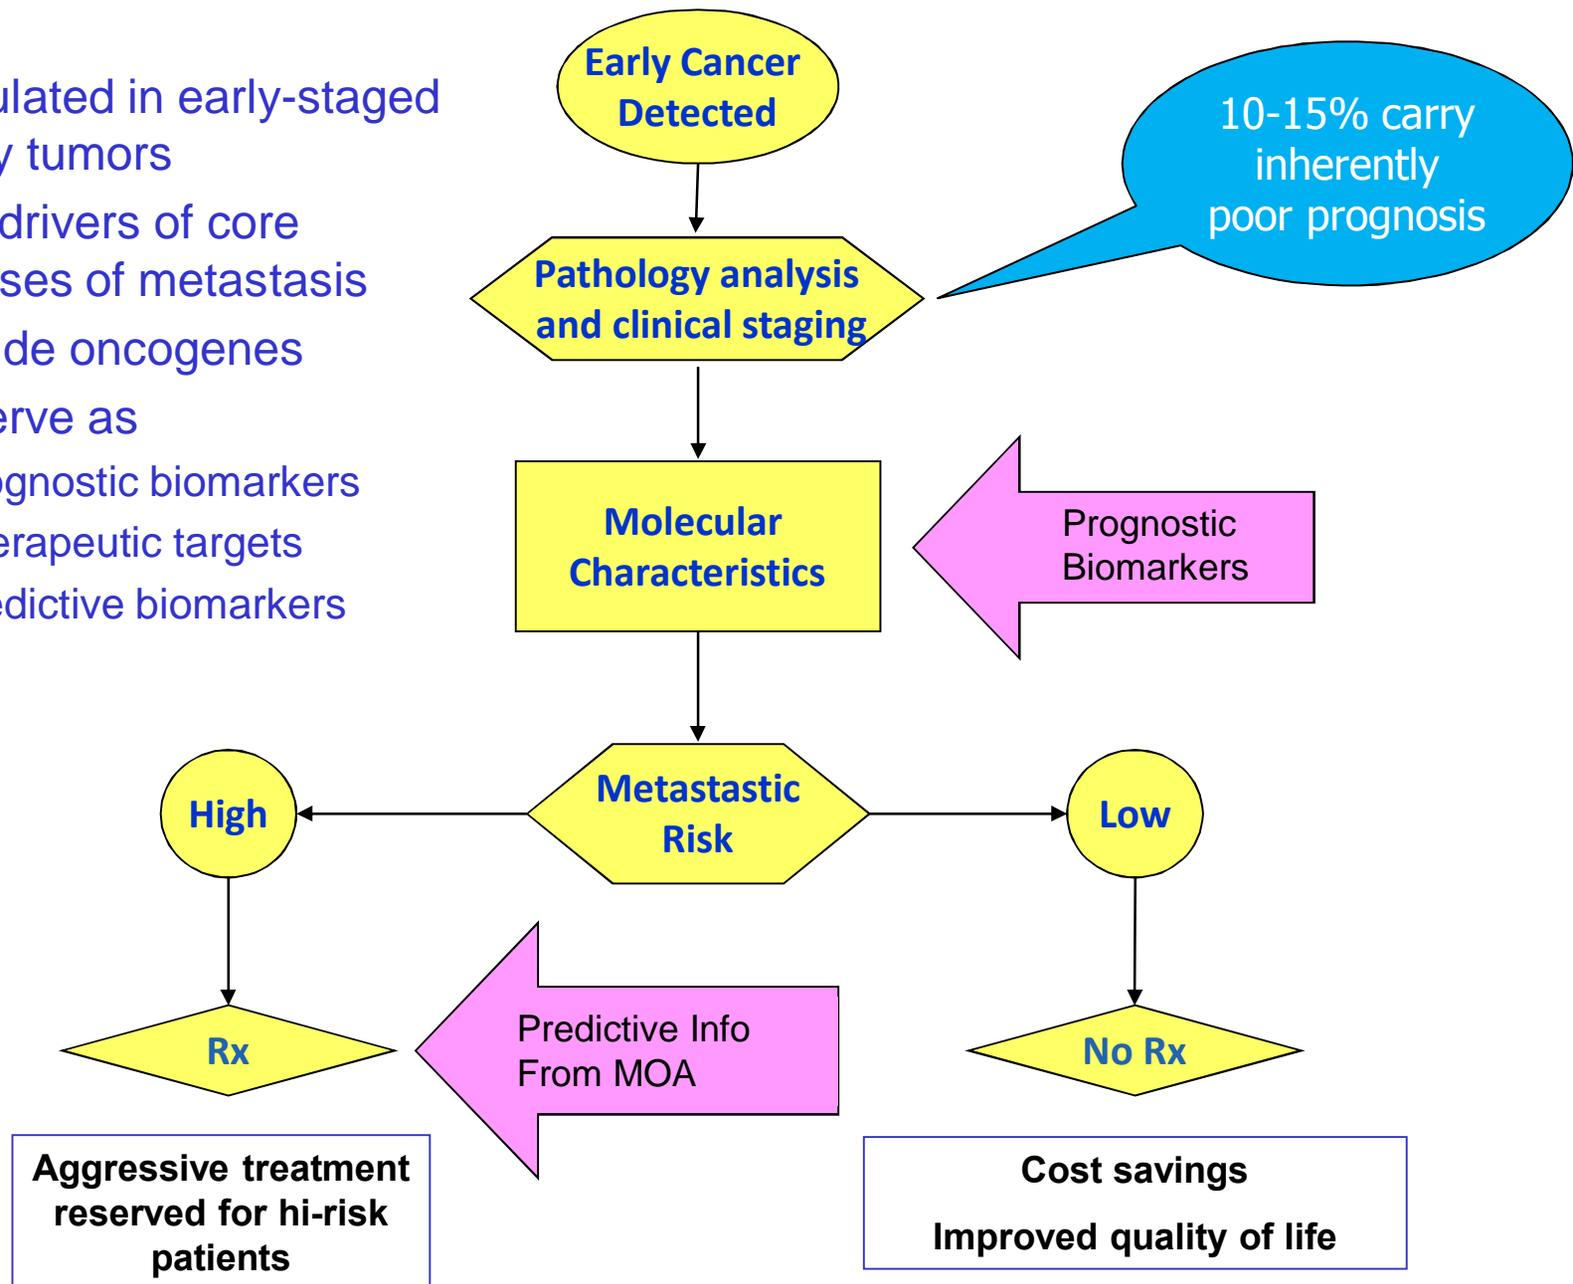 ulated in early-staged
y tumors
drivers of core
ses of metastasis
de oncogenes
erve as
ognostic biomarkers
erapeutic targets
edictive biomarkers
Early Cancer
Detected
10-15% carry
inherently
poor prognosis
Pathology analysis
and clinical staging
Molecular
Characteristics
Prognostic
Biomarkers
Metastastic
Risk
High
Low
Rx
Predictive Info
From MOA
No Rx
Aggressive treatment
reserved for hi-risk
patients
Cost savings
Improved quality of life